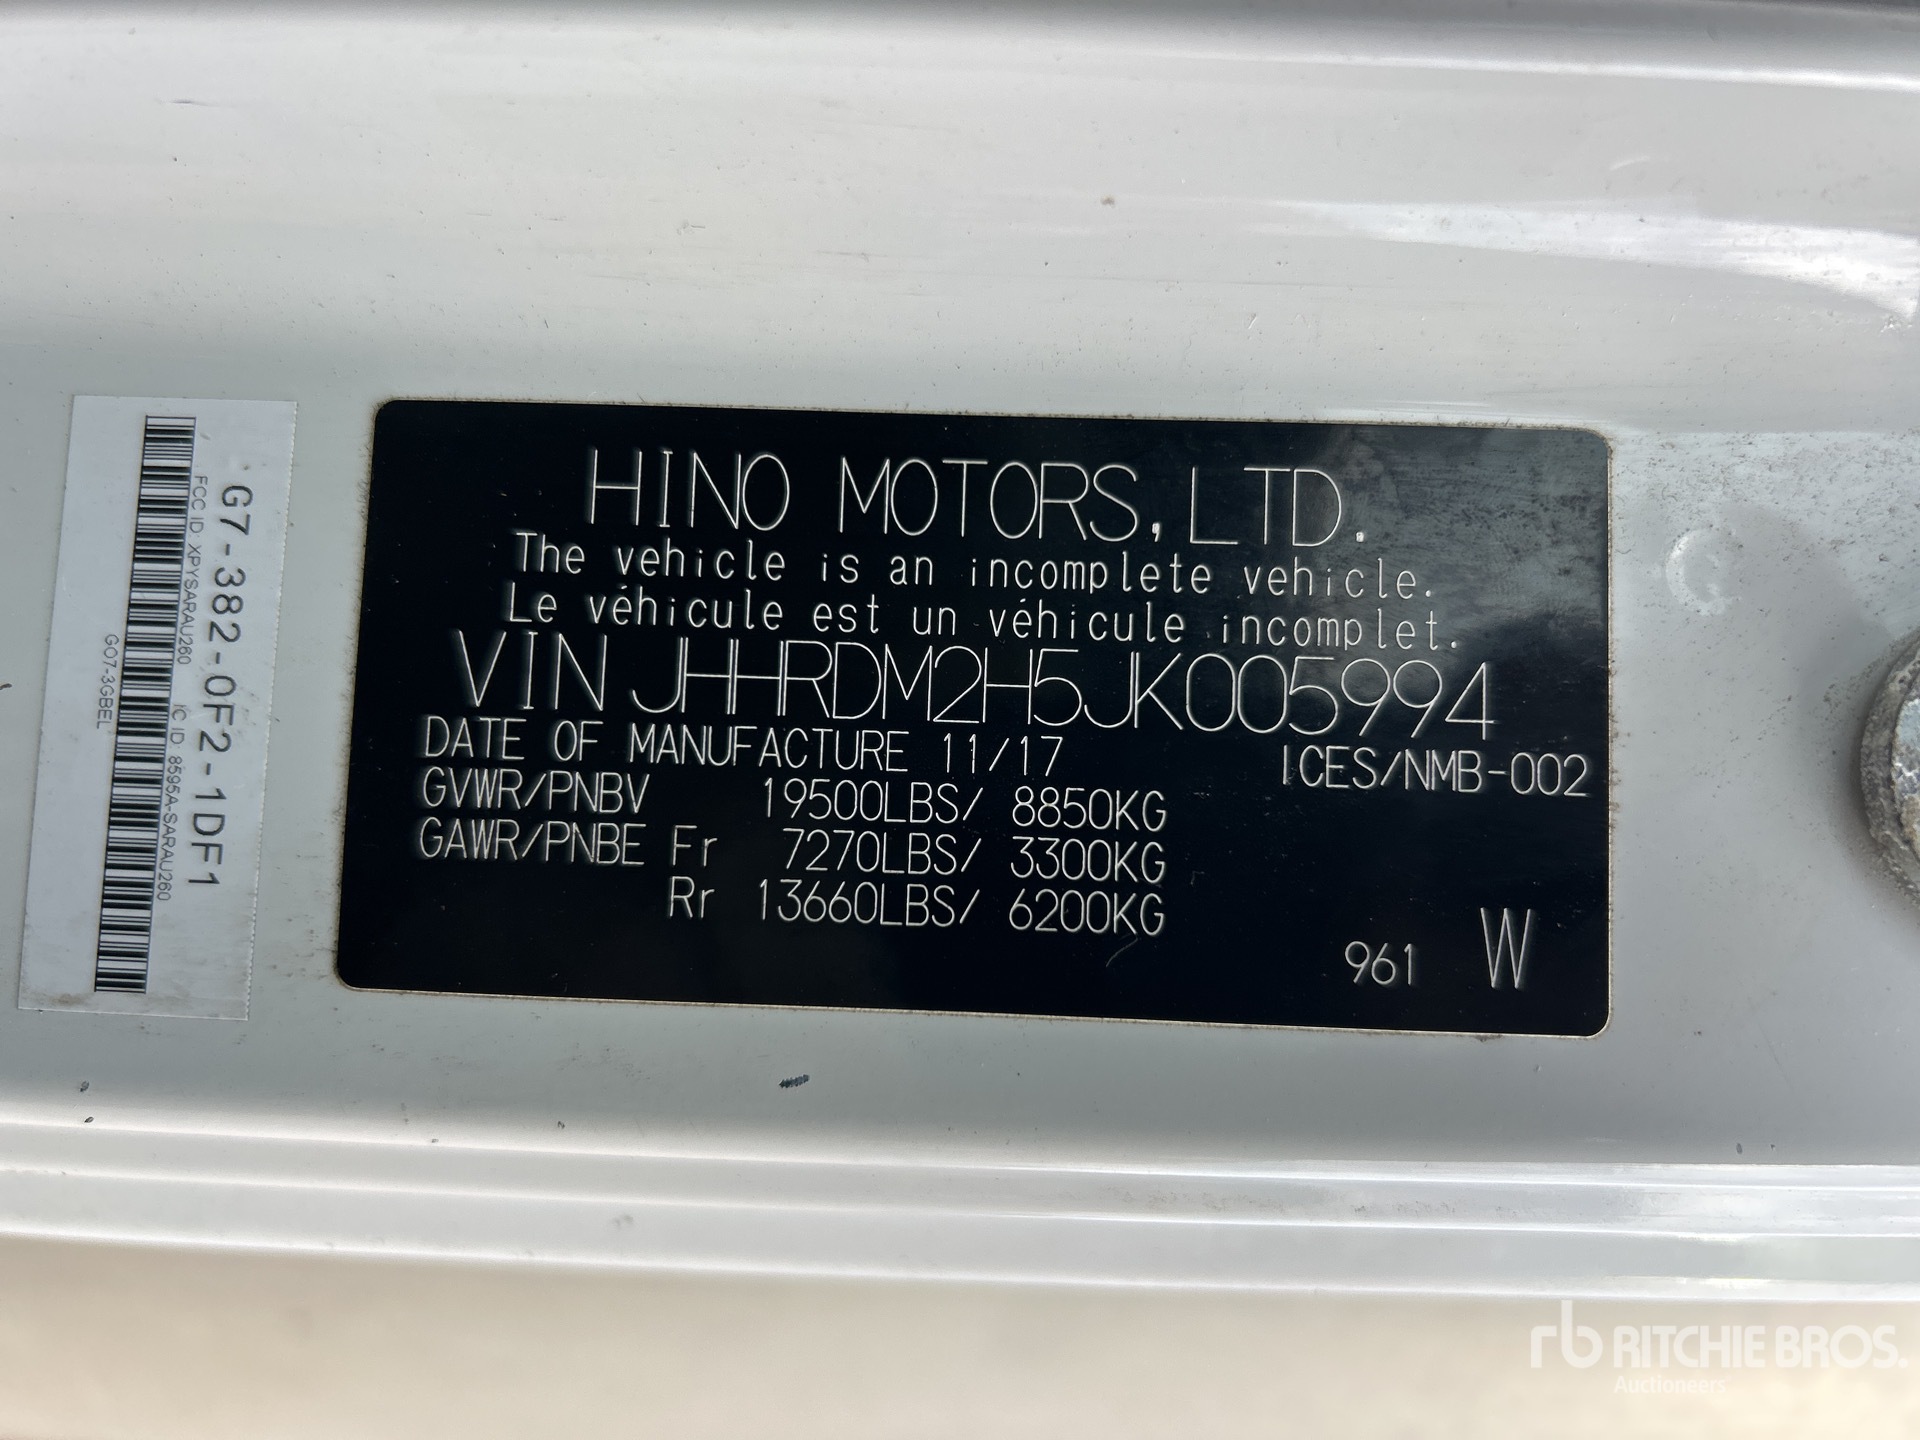 G7-382-0F2-1DF1
FCC ID: XPYSARAU260 IC ID: 8595A-SARAU260
GO7-3GBEL
HINO MOTORS, LTD.
The vehicle is an incomplete vehicle.
Le véhicule est un véhicule incomplet.
VIN JHHRDM2H5JK005994
DATE OF MANUFACTURE 11/17 ICES/NMB-002
GVWR/PNBV 19500LBS/ 8850KG
GAWR/PNBE Fr 7270LBS/ 3300KG
Rr 13660LBS/ 6200KG
961 W
rb RITCHIE BROS.
Auctioneers